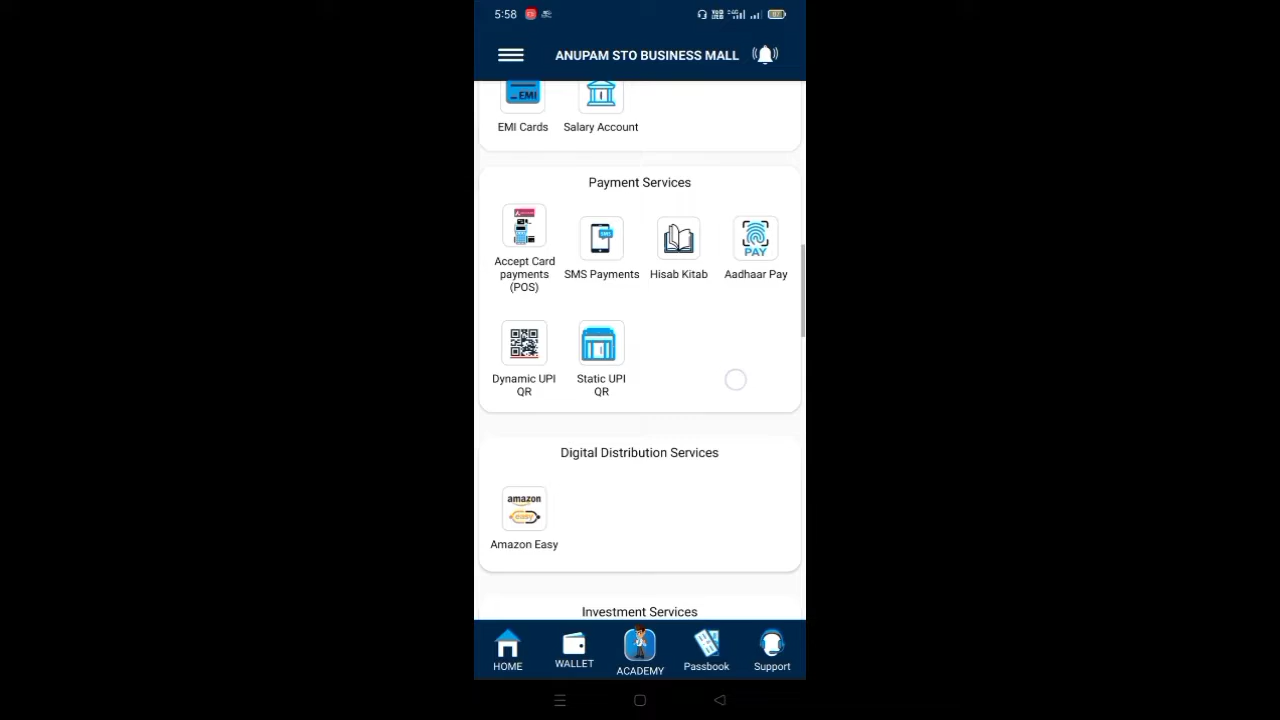 5:58
ANUPAM STO BUSINESS MALL
EMI
EMI Cards
Salary Account
Payment Services
Accept Card
payments
(POS)
SMS
SMS Payments
Hisab Kitab
PAY
Aadhaar Pay
Dynamic UPI
QR
Static UPI
QR
Digital Distribution Services
amazon
easy
Amazon Easy
Investment Services
HOME
WALLET
ACADEMY
Passbook
Support